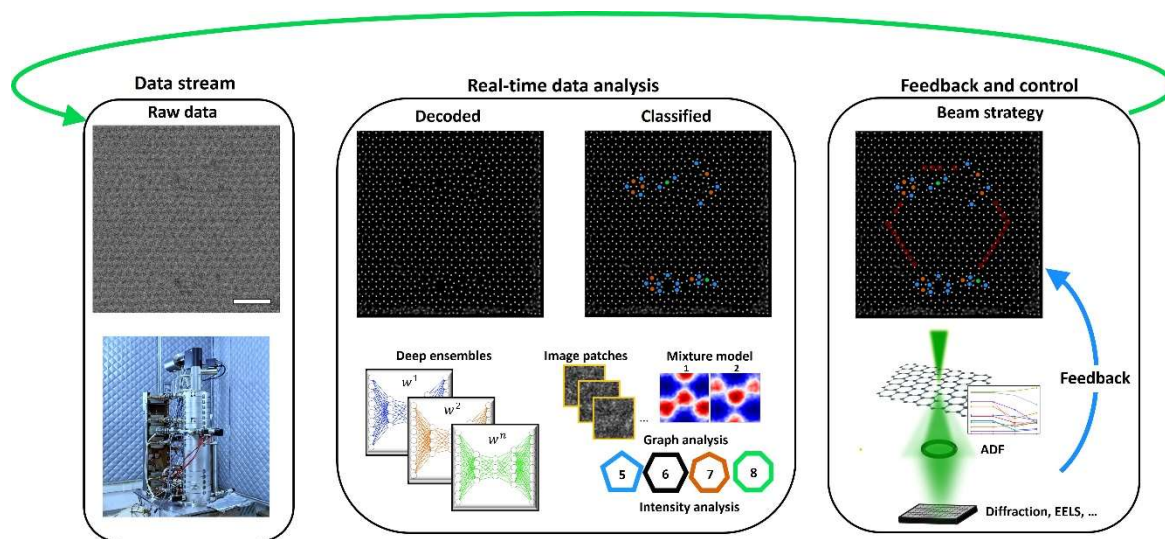 Data stream
Raw data
Real-time data analysis
Decoded
Classified
Deep ensembles
w¹
w²
wⁿ
Image patches
...
Mixture model
1
2
Graph analysis
5
6
7
8
Intensity analysis
Feedback and control
Beam strategy
Feedback
ADF
Diffraction, EELS, ...